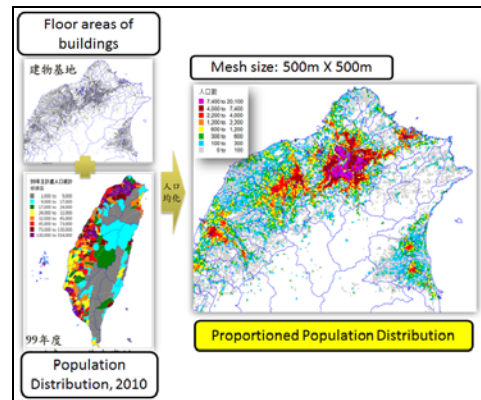 Floor areas of
buildings
建物基地
Mesh size: 500m X 500m
人口數
7,400 to 20,100
4,000 to 7,400
2,200 to 4,000
1,200 to 2,200
600 to 1,200
300 to 600
100 to 300
0 to 100
人口
均化
99年度
Population
Distribution, 2010
Proportioned Population Distribution